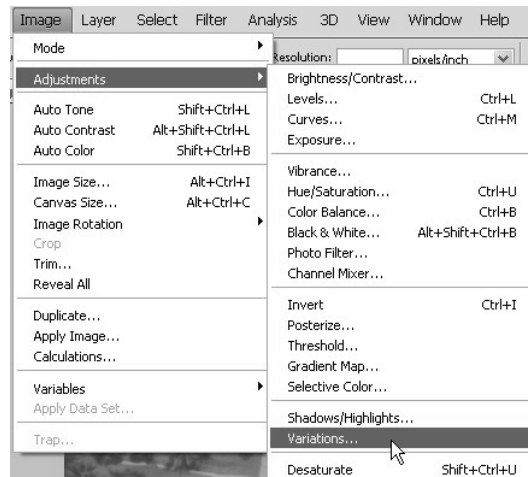 Image Layer Select Filter Analysis 3D View Window Help
Resolution: pixels/inch
Mode
Adjustments
Auto Tone Shift+Ctrl+L
Auto Contrast Alt+Shift+Ctrl+L
Auto Color Shift+Ctrl+B
Image Size... Alt+Ctrl+I
Canvas Size... Alt+Ctrl+C
Image Rotation
Crop
Trim...
Reveal All
Duplicate...
Apply Image...
Calculations...
Variables
Apply Data Set...
Trap...
Brightness/Contrast...
Levels... Ctrl+L
Curves... Ctrl+M
Exposure...
Vibrance...
Hue/Saturation... Ctrl+U
Color Balance... Ctrl+B
Black & White... Alt+Shift+Ctrl+B
Photo Filter...
Channel Mixer...
Invert Ctrl+I
Posterize...
Threshold...
Gradient Map...
Selective Color...
Shadows/Highlights...
Variations...
Desaturate Shift+Ctrl+U